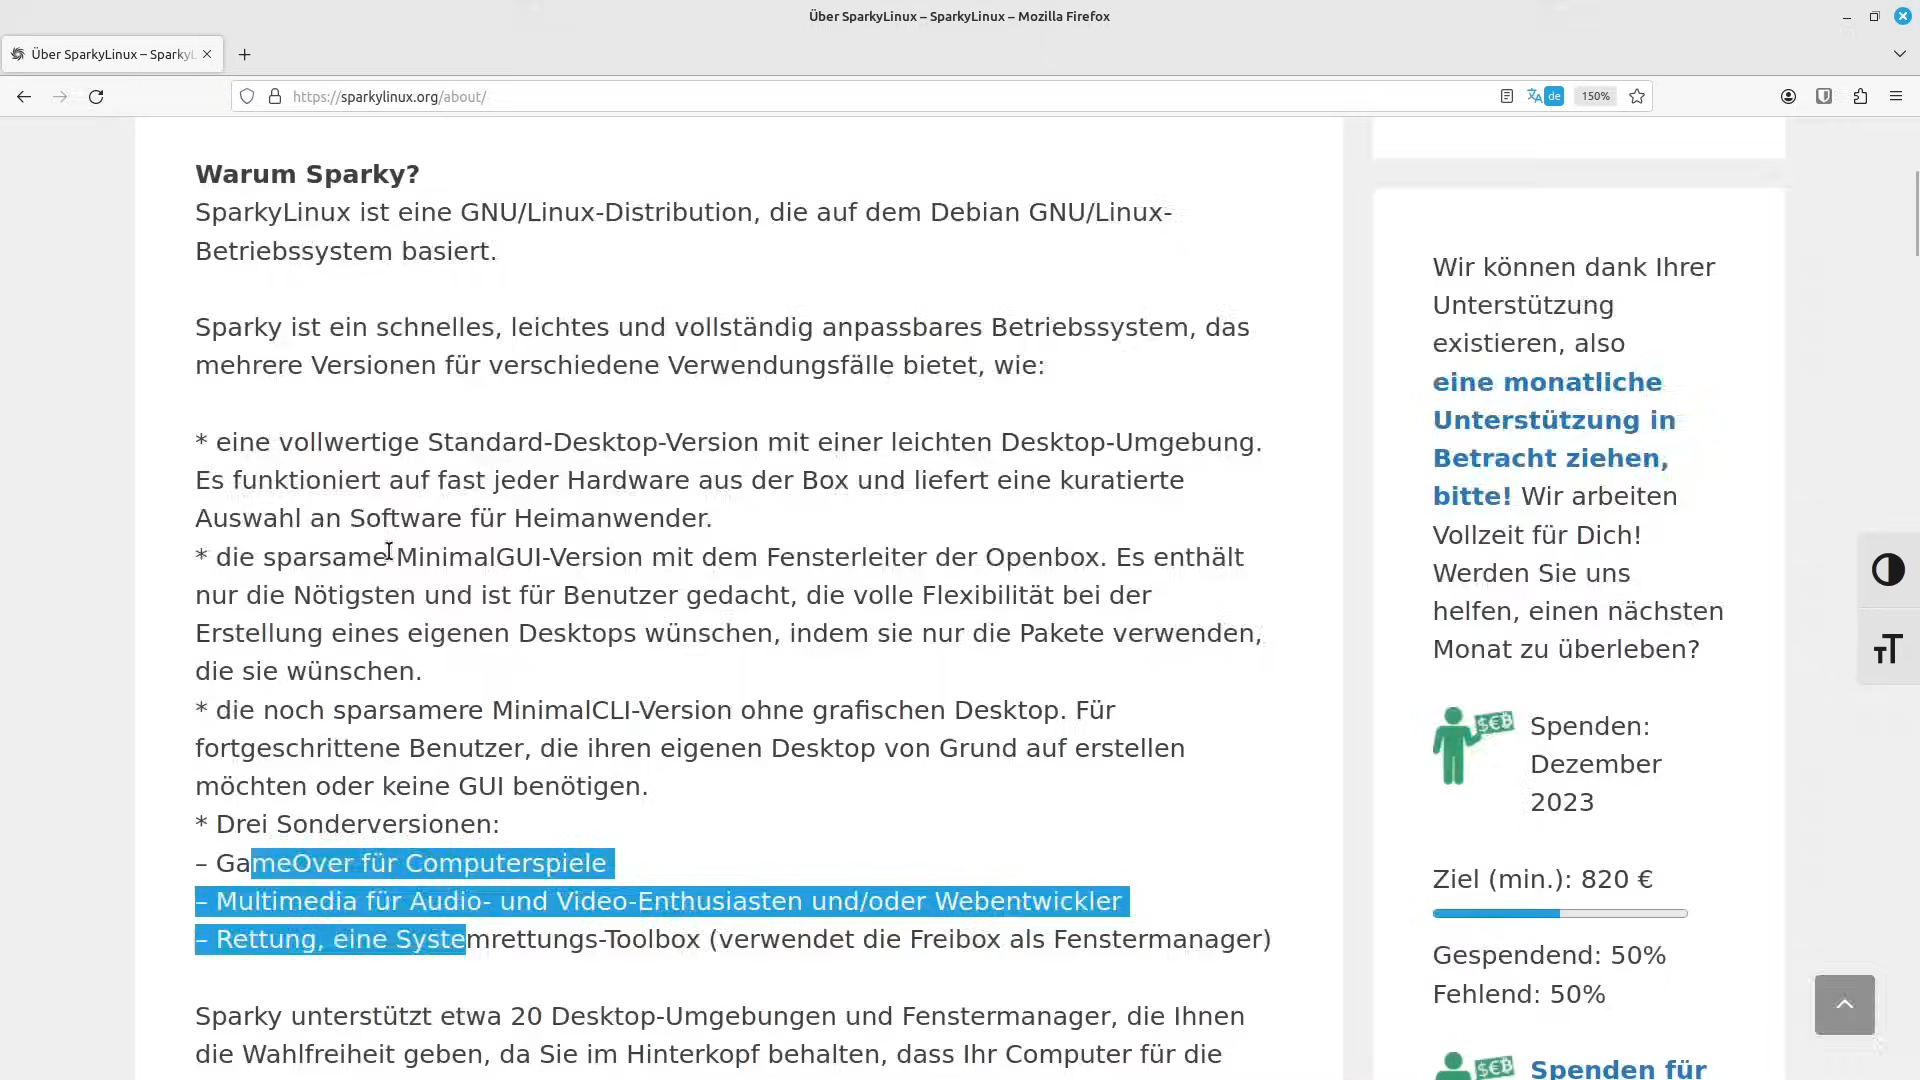 Über SparkyLinux – SparkyLinux – Mozilla Firefox
Über SparkyLinux – SparkyL
https://sparkylinux.org/about/
de
150%
Warum Sparky?
SparkyLinux ist eine GNU/Linux-Distribution, die auf dem Debian GNU/Linux-
Betriebssystem basiert.
Sparky ist ein schnelles, leichtes und vollständig anpassbares Betriebssystem, das
mehrere Versionen für verschiedene Verwendungsfälle bietet, wie:
* eine vollwertige Standard-Desktop-Version mit einer leichten Desktop-Umgebung.
Es funktioniert auf fast jeder Hardware aus der Box und liefert eine kuratierte
Auswahl an Software für Heimanwender.
* die sparsame MinimalGUI-Version mit dem Fensterleiter der Openbox. Es enthält
nur die Nötigsten und ist für Benutzer gedacht, die volle Flexibilität bei der
Erstellung eines eigenen Desktops wünschen, indem sie nur die Pakete verwenden,
die sie wünschen.
* die noch sparsamere MinimalCLI-Version ohne grafischen Desktop. Für
fortgeschrittene Benutzer, die ihren eigenen Desktop von Grund auf erstellen
möchten oder keine GUI benötigen.
* Drei Sonderversionen:
– GameOver für Computerspiele
– Multimedia für Audio- und Video-Enthusiasten und/oder Webentwickler
– Rettung, eine Systemrettungs-Toolbox (verwendet die Freibox als Fenstermanager)
Sparky unterstützt etwa 20 Desktop-Umgebungen und Fenstermanager, die Ihnen
die Wahlfreiheit geben, da Sie im Hinterkopf behalten, dass Ihr Computer für die
Wir können dank Ihrer
Unterstützung
existieren, also
eine monatliche
Unterstützung in
Betracht ziehen,
bitte! Wir arbeiten
Vollzeit für Dich!
Werden Sie uns
helfen, einen nächsten
Monat zu überleben?
$€₿
Spenden:
Dezember
2023
Ziel (min.): 820 €
Gespendend: 50%
Fehlend: 50%
$€₿
Spenden für
TT